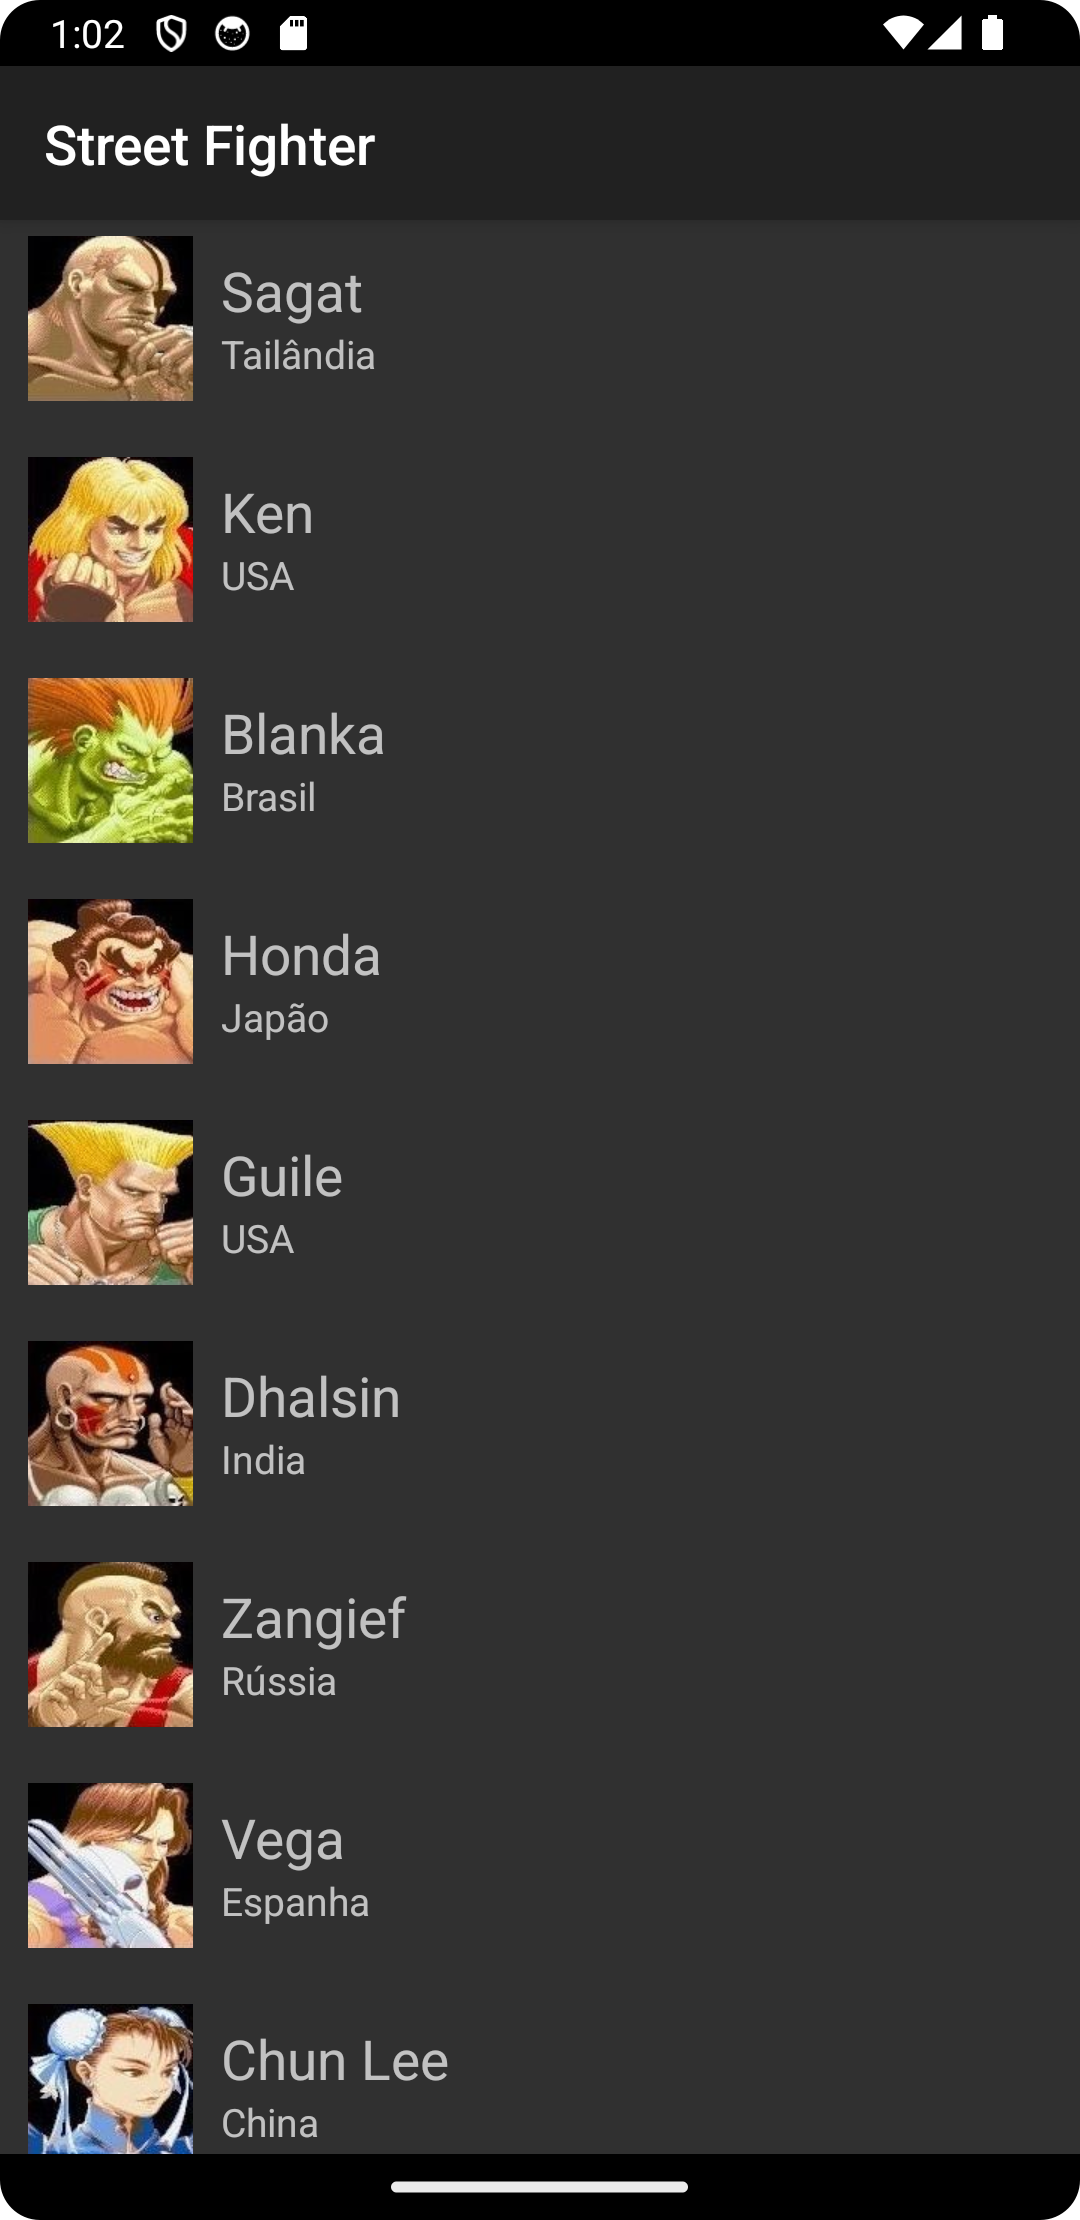 1:02
Street Fighter
Sagat
Tailândia
Ken
USA
Blanka
Brasil
Honda
Japão
Guile
USA
Dhalsin
India
Zangief
Rússia
Vega
Espanha
Chun Lee
China